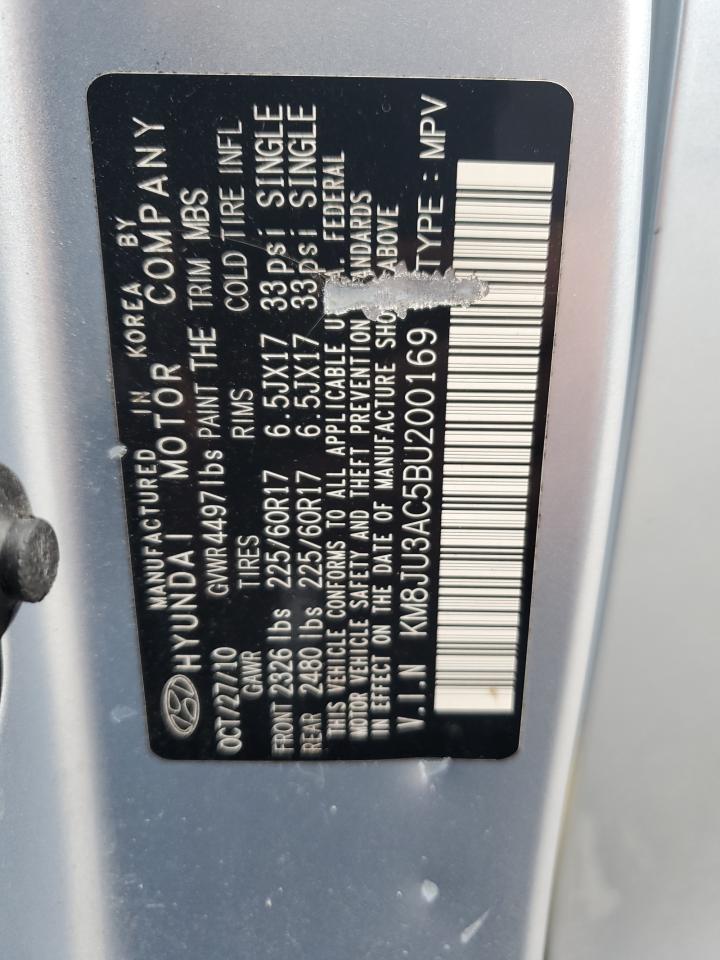 MANUFACTURED IN KOREA BY
HYUNDAI MOTOR COMPANY
OCT/27/10 GVWR 4497lbs PAINT THE TRIM MBS
GAWR TIRES RIMS COLD TIRE INFL
FRONT 2326 lbs 225/60R17 6.5JX17 33psi SINGLE
REAR 2480 lbs 225/60R17 6.5JX17 33psi SINGLE
THIS VEHICLE CONFORMS TO ALL APPLICABLE FEDERAL
MOTOR VEHICLE SAFETY AND THEFT PREVENTION
IN EFFECT ON THE DATE OF MANUFACTURE ABOVE
V.I.N KM8JU3AC5BU200169 TYPE : MPV